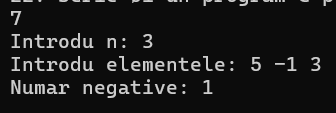 7
Introdu n: 3
Introdu elementele: 5 -1 3
Numar negative: 1